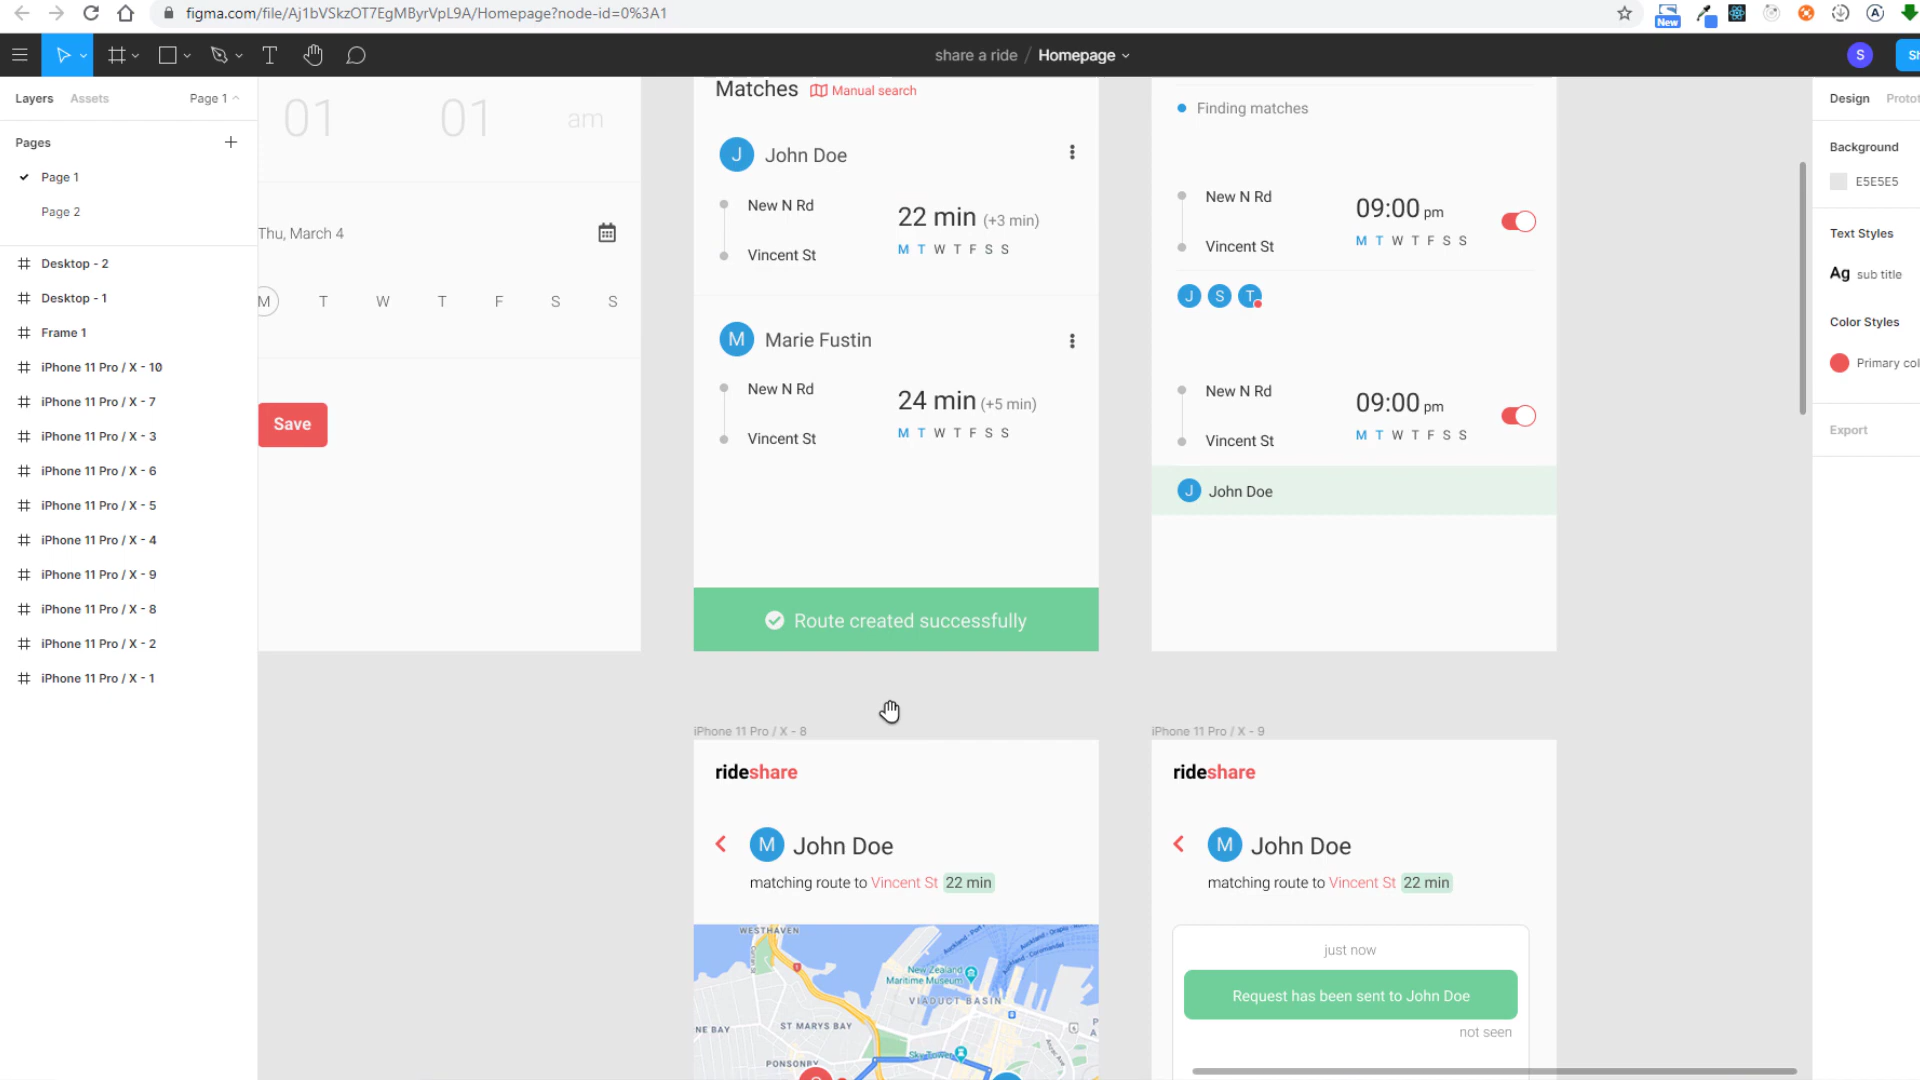 figma.com/file/Aj1bVSkzOT7EgMByrVpL9A/Homepage?node-id=0%3A1
New
share a ride / Homepage
S
Sh
Layers Assets Page 1
Pages
Page 1
Page 2
Desktop - 2
Desktop - 1
Frame 1
iPhone 11 Pro / X - 10
iPhone 11 Pro / X - 7
iPhone 11 Pro / X - 3
iPhone 11 Pro / X - 6
iPhone 11 Pro / X - 5
iPhone 11 Pro / X - 4
iPhone 11 Pro / X - 9
iPhone 11 Pro / X - 8
iPhone 11 Pro / X - 2
iPhone 11 Pro / X - 1
01 01 am
Thu, March 4
M T W T F S S
Save
Matches Manual search
J John Doe
New N Rd
22 min (+3 min)
Vincent St
M T W T F S S
M Marie Fustin
New N Rd
24 min (+5 min)
Vincent St
M T W T F S S
Route created successfully
Finding matches
New N Rd
09:00 pm
Vincent St
M T W T F S S
J S T
New N Rd
09:00 pm
Vincent St
M T W T F S S
J John Doe
iPhone 11 Pro / X - 8
rideshare
M John Doe
matching route to Vincent St 22 min
WESTHAVEN
New Zealand
Maritime Museum
VIADUCT BASIN
ST MARYS BAY
NE BAY
Sky Tower
PONSONBY
iPhone 11 Pro / X - 9
rideshare
M John Doe
matching route to Vincent St 22 min
just now
Request has been sent to John Doe
not seen
Design Protot
Background
E5E5E5
Text Styles
Ag sub title
Color Styles
Primary col
Export